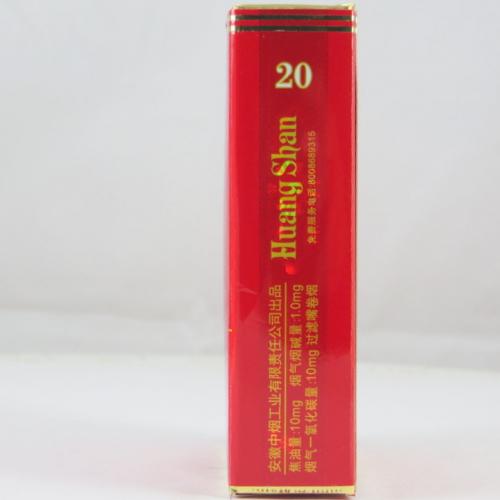 20
Huang Shan
免费服务电话:8008689315
安徽中烟工业有限责任公司出品
焦油量:10mg 烟气烟碱量:1.0mg
烟气一氧化碳量:10mg 过滤嘴卷烟